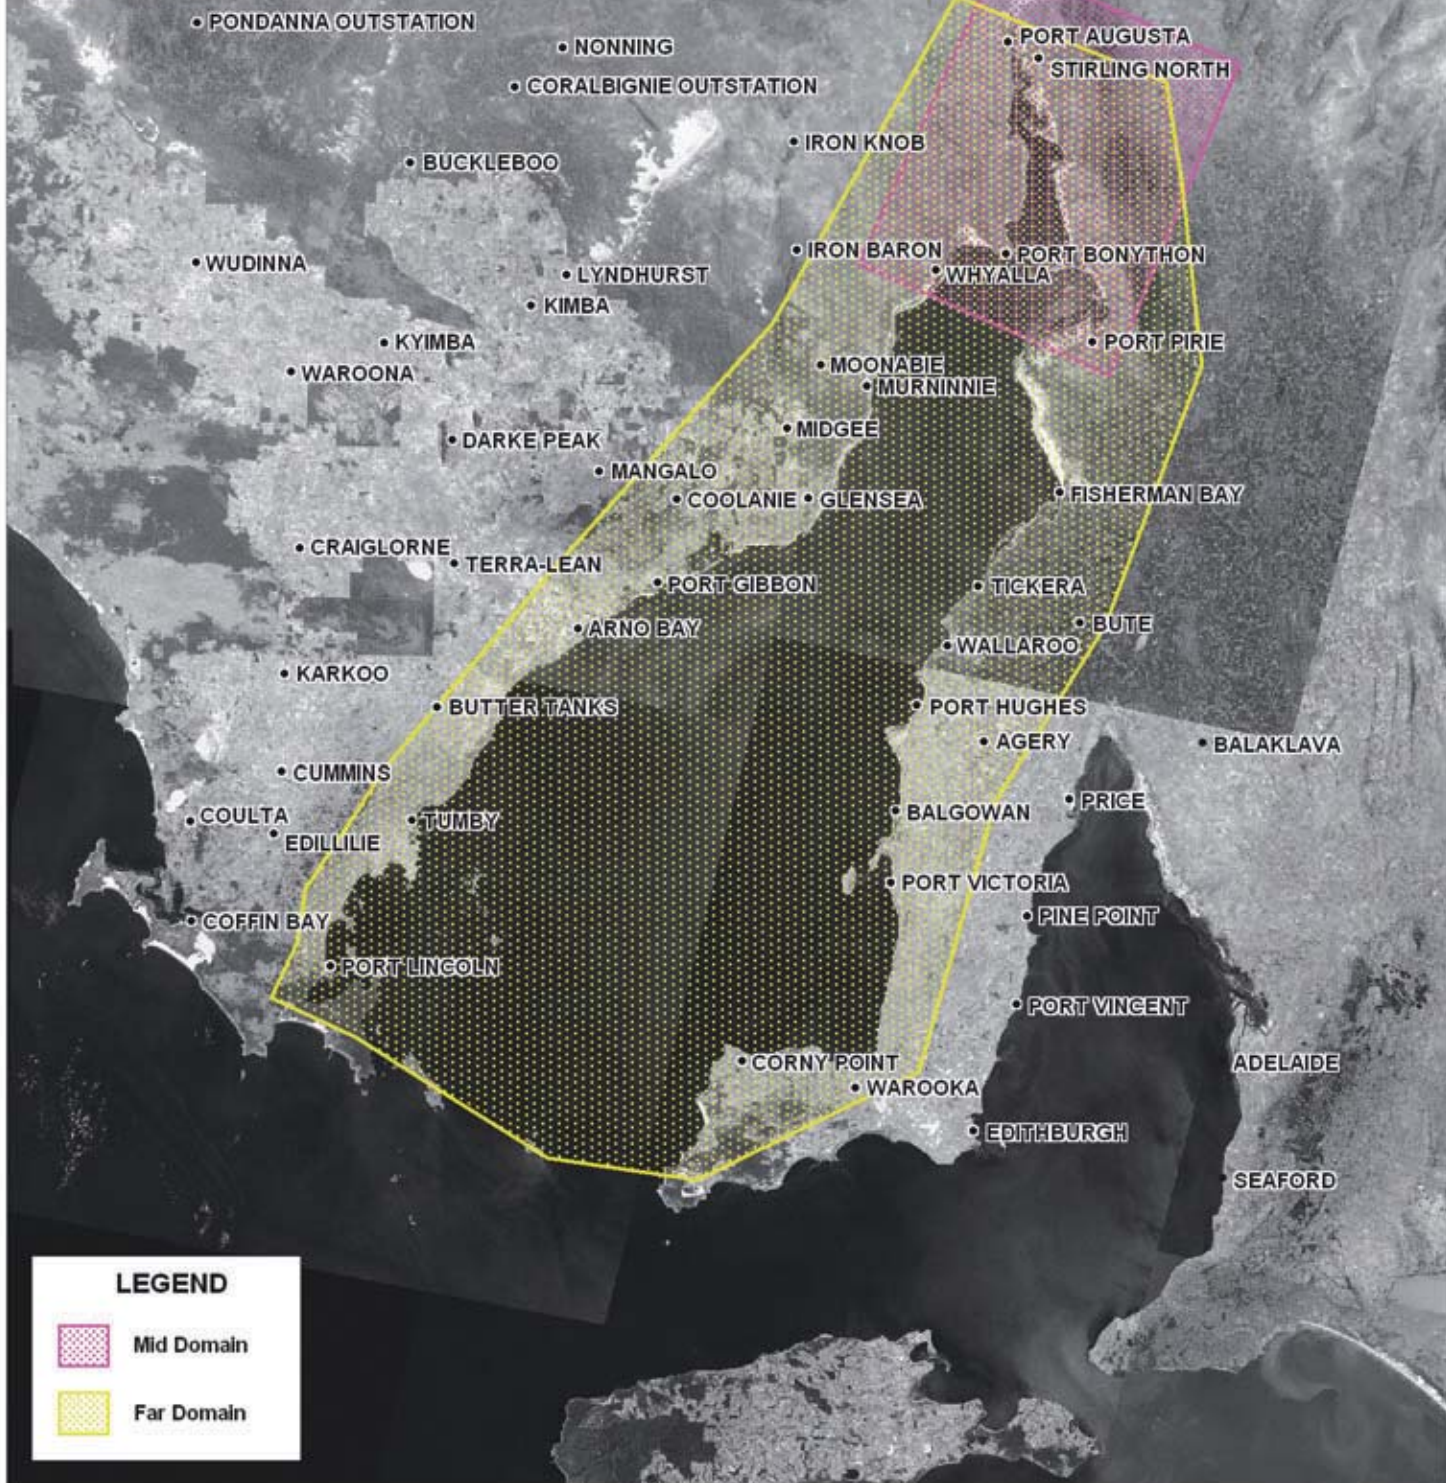 PONDANNA OUTSTATION
NONNING
PORT AUGUSTA
STIRLING NORTH
CORALBIGNIE OUTSTATION
IRON KNOB
BUCKLEBOO
IRON BARON
PORT BONYTHON
WUDINNA
LYNDHURST
WHYALLA
KIMBA
KYIMBA
PORT PIRIE
WAROONA
MOONABIE
MURNINNIE
MIDGEE
DARKE PEAK
MANGALO
COOLANIE
GLENSEA
FISHERMAN BAY
CRAIGLORNE
TERRA-LEAN
PORT GIBBON
TICKERA
ARNO BAY
BUTE
WALLAROO
KARKOO
BUTTER TANKS
PORT HUGHES
AGERY
BALAKLAVA
CUMMINS
PRICE
COULTA
BALGOWAN
TUMBY
EDILLILIE
PORT VICTORIA
COFFIN BAY
PINE POINT
PORT LINCOLN
PORT VINCENT
CORNY POINT
ADELAIDE
WAROOKA
EDITHBURGH
SEAFORD
LEGEND
Mid Domain
Far Domain